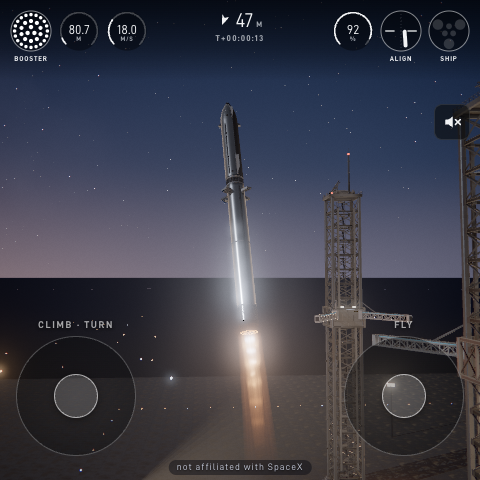 BOOSTER
80.7
M
18.0
M/S
47 M
T+00:00:13
92
%
ALIGN
SHIP
CLIMB · TURN
FLY
not affiliated with SpaceX